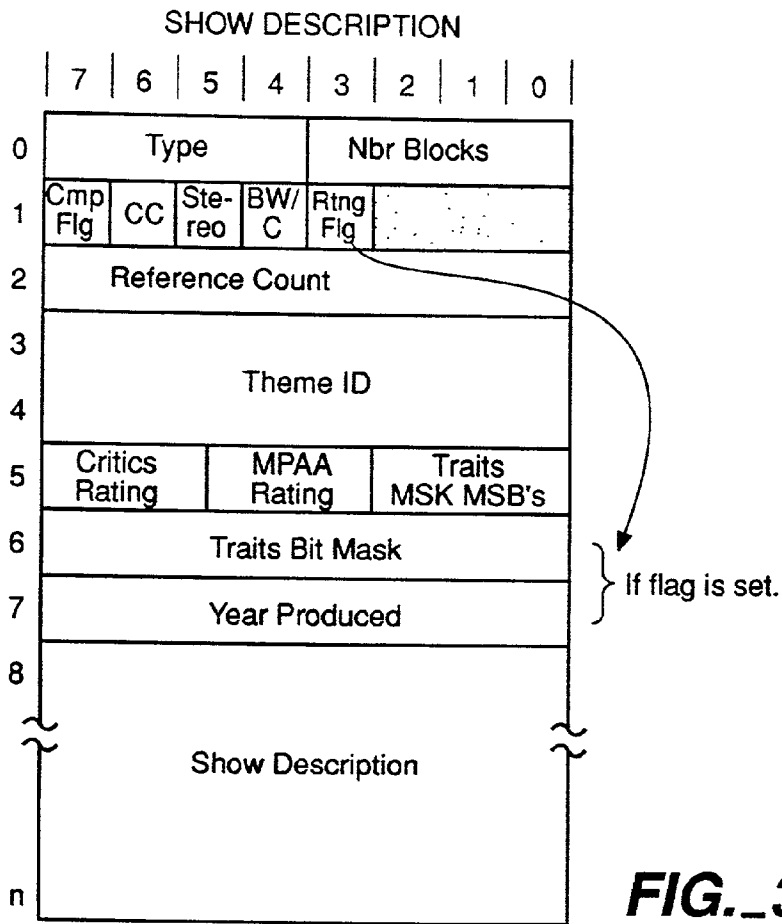 SHOW DESCRIPTION
7 6 5 4 3 2 1 0
0 Type Nbr Blocks
1 Cmp Flg CC Ste- reo BW/ C Rtng Flg
2 Reference Count
3
Theme ID
4
5 Critics Rating MPAA Rating Traits MSK MSB's
6 Traits Bit Mask
If flag is set.
7 Year Produced
8
Show Description
n
FIG._3